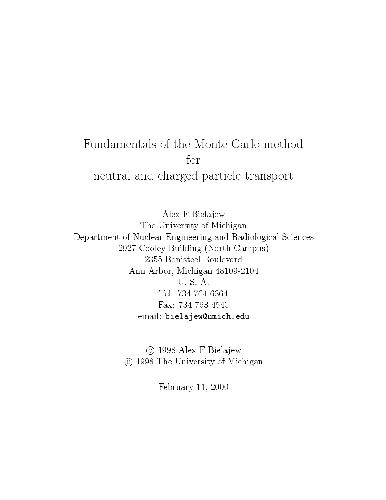 Fundamentals of the Monte Carlo method
for
neutral and charged particle transport
Alex F Bielajew
The University of Michigan
Department of Nuclear Engineering and Radiological Sciences
2927 Cooley Building (North Campus)
2355 Bonisteel Boulevard
Ann Arbor, Michigan 48109-2104
U. S. A.
Tel: 734 764 6364
Fax: 734 763 4540
email: bielajew@umich.edu
© 1998 Alex F Bielajew
© 1998 The University of Michigan
February 11, 2000